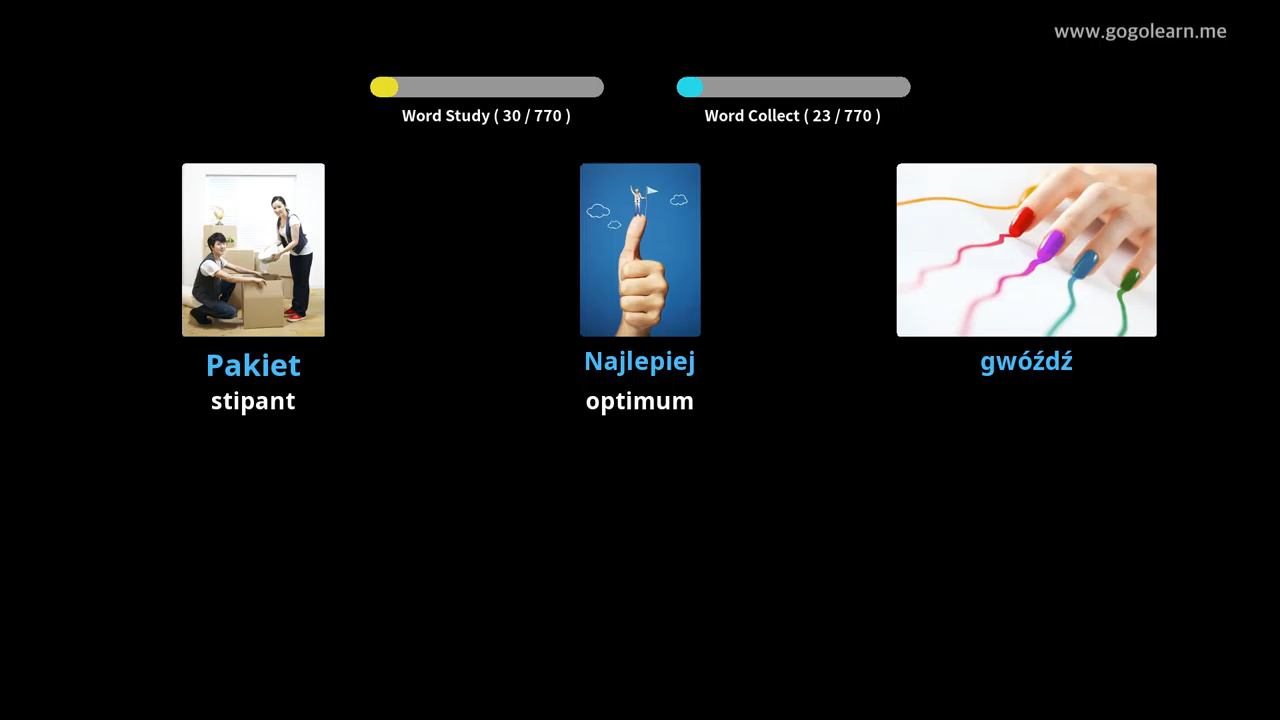 www.gogolearn.me
Word Study ( 30 / 770 )
Word Collect ( 23 / 770 )
Pakiet
stipant
Najlepiej
optimum
gwóźdź